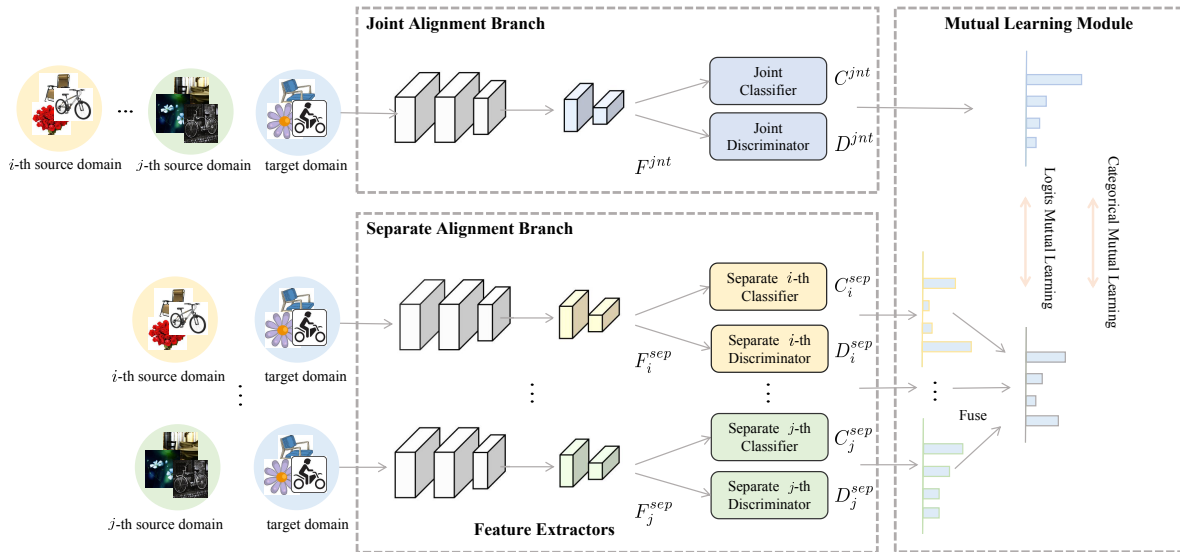 Joint Alignment Branch
Mutual Learning Module
Joint
Classifier
C^{jnt}
...
i-th source domain
j-th source domain
target domain
F^{jnt}
Joint
Discriminator
D^{jnt}
Logits Mutual Learning
Categorical Mutual Learning
Separate Alignment Branch
Separate i-th
Classifier
C_i^{sep}
i-th source domain
target domain
F_i^{sep}
Separate i-th
Discriminator
D_i^{sep}
...
...
...
...
Fuse
Separate j-th
Classifier
C_j^{sep}
j-th source domain
target domain
F_j^{sep}
Separate j-th
Discriminator
D_j^{sep}
Feature Extractors